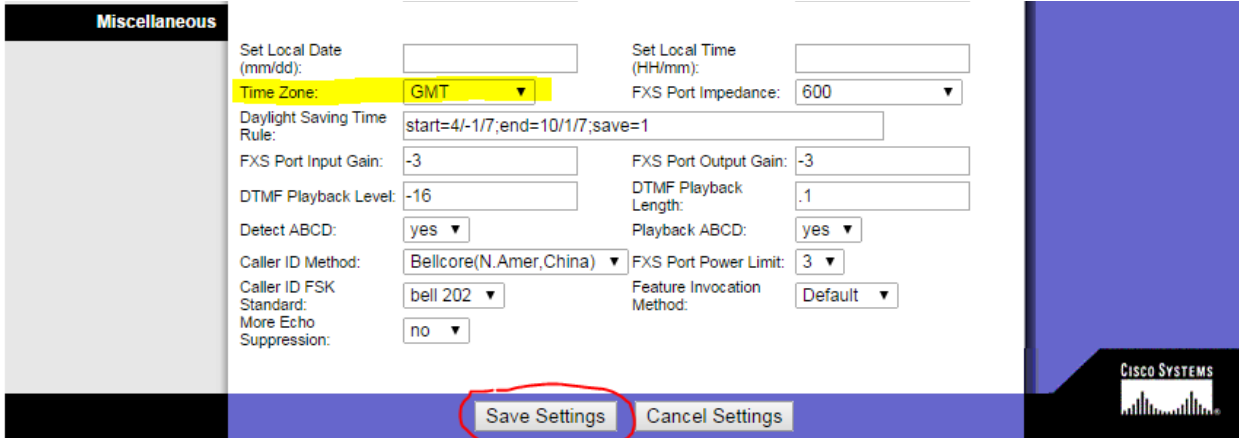 Miscellaneous
Set Local Date
(mm/dd):
Set Local Time
(HH/mm):
Time Zone: GMT FXS Port Impedance: 600
Daylight Saving Time
Rule:
start=4/-1/7;end=10/1/7;save=1
FXS Port Input Gain: -3 FXS Port Output Gain: -3
DTMF Playback Level: -16
DTMF Playback
Length:
.1
Detect ABCD: yes Playback ABCD: yes
Caller ID Method: Bellcore(N.Amer,China) FXS Port Power Limit: 3
Caller ID FSK
Standard:
bell 202
Feature Invocation
Method:
Default
More Echo
Suppression:
no
CISCO SYSTEMS
Save Settings Cancel Settings